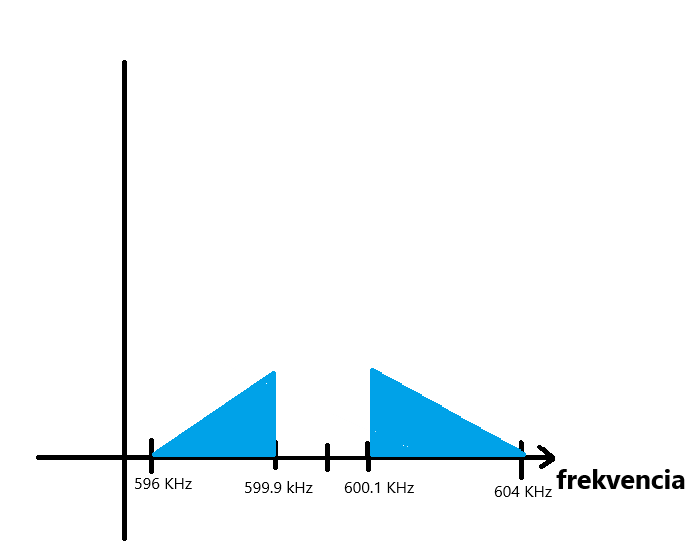 596 KHz
599.9 kHz
600.1 KHz
604 KHz
frekvencia